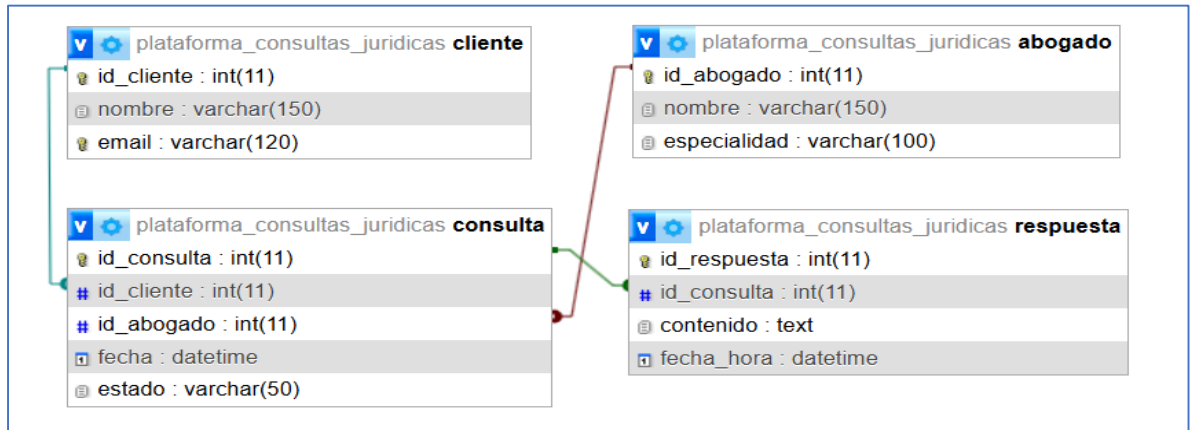 plataforma_consultas_juridicas cliente
id_cliente : int(11)
nombre : varchar(150)
email : varchar(120)
plataforma_consultas_juridicas abogado
id_abogado : int(11)
nombre : varchar(150)
especialidad : varchar(100)
plataforma_consultas_juridicas consulta
id_consulta : int(11)
# id_cliente : int(11)
# id_abogado : int(11)
fecha : datetime
estado : varchar(50)
plataforma_consultas_juridicas respuesta
id_respuesta : int(11)
# id_consulta : int(11)
contenido : text
fecha_hora : datetime